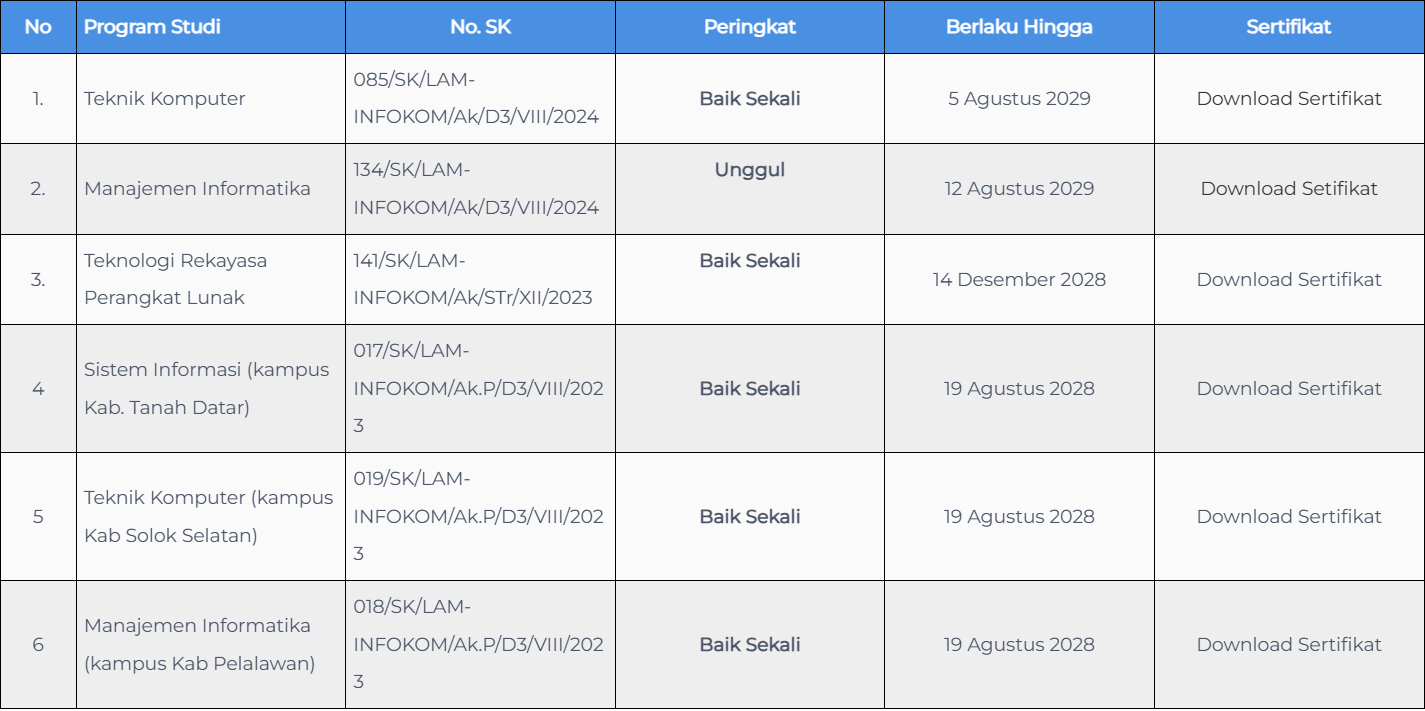 No Program Studi No. SK Peringkat Berlaku Hingga Sertifikat
1. Teknik Komputer 085/SK/LAM-
INFOKOM/Ak/D3/VIII/2024 Baik Sekali 5 Agustus 2029 Download Sertifikat
2. Manajemen Informatika 134/SK/LAM-
INFOKOM/Ak/D3/VIII/2024 Unggul 12 Agustus 2029 Download Setifikat
3. Teknologi Rekayasa
Perangkat Lunak 141/SK/LAM-
INFOKOM/Ak/STr/XII/2023 Baik Sekali 14 Desember 2028 Download Sertifikat
4 Sistem Informasi (kampus
Kab. Tanah Datar) 017/SK/LAM-
INFOKOM/Ak.P/D3/VIII/202
3 Baik Sekali 19 Agustus 2028 Download Sertifikat
5 Teknik Komputer (kampus
Kab Solok Selatan) 019/SK/LAM-
INFOKOM/Ak.P/D3/VIII/202
3 Baik Sekali 19 Agustus 2028 Download Sertifikat
6 Manajemen Informatika
(kampus Kab Pelalawan) 018/SK/LAM-
INFOKOM/Ak.P/D3/VIII/202
3 Baik Sekali 19 Agustus 2028 Download Sertifikat